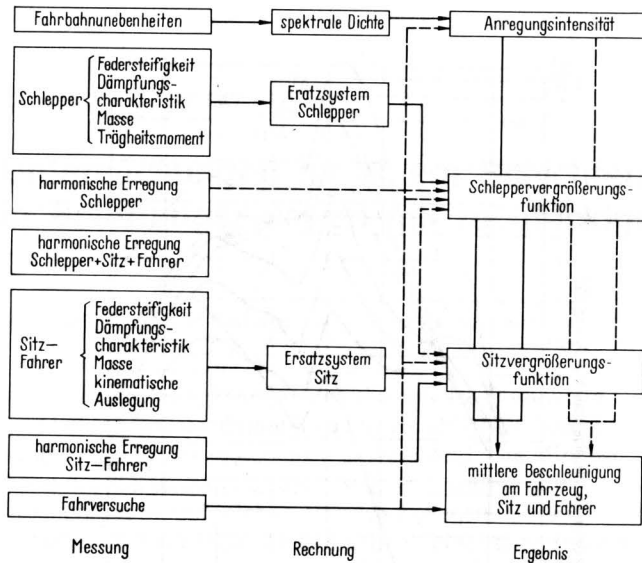 Fahrbahnunebenheiten
spektrale Dichte
Anregungsintensität
Schlepper
Federsteifigkeit
Dämpfungs-
charakteristik
Masse
Trägheitsmoment
Eratzsystem
Schlepper
harmonische Erregung
Schlepper
Schleppervergrößerungs-
funktion
harmonische Erregung
Schlepper+Sitz+Fahrer
Sitz—
Fahrer
Federsteifigkeit
Dämpfungs-
charakteristik
Masse
kinematische
Auslegung
Ersatzsystem
Sitz
Sitzvergrößerungs-
funktion
harmonische Erregung
Sitz—Fahrer
mittlere Beschleunigung
am Fahrzeug,
Sitz und Fahrer
Fahrversuche
Messung
Rechnung
Ergebnis